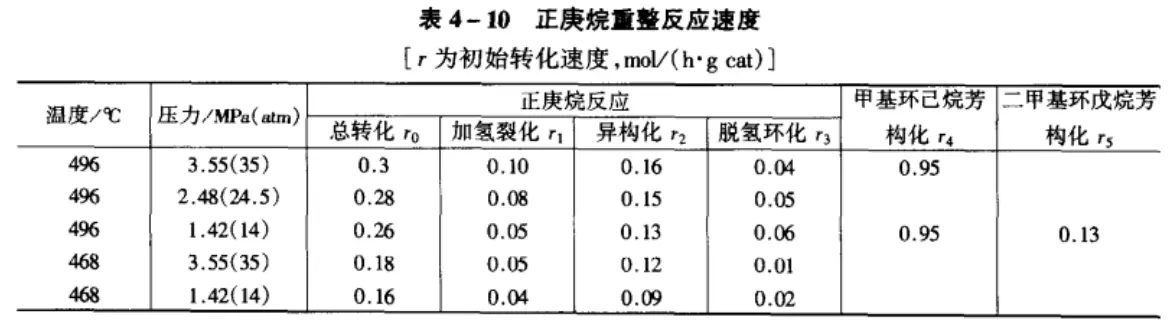 表 4-10 正庚烷重整反应速度
[ r 为初始转化速度,mol/(h·g cat)]
温度/℃ 压力/MPa(atm) 正庚烷反应 甲基环己烷芳构化 r4 二甲基环戊烷芳构化 r5
总转化 r0 加氢裂化 r1 异构化 r2 脱氢环化 r3
496 3.55(35) 0.3 0.10 0.16 0.04 0.95
496 2.48(24.5) 0.28 0.08 0.15 0.05
496 1.42(14) 0.26 0.05 0.13 0.06 0.95 0.13
468 3.55(35) 0.18 0.05 0.12 0.01
468 1.42(14) 0.16 0.04 0.09 0.02